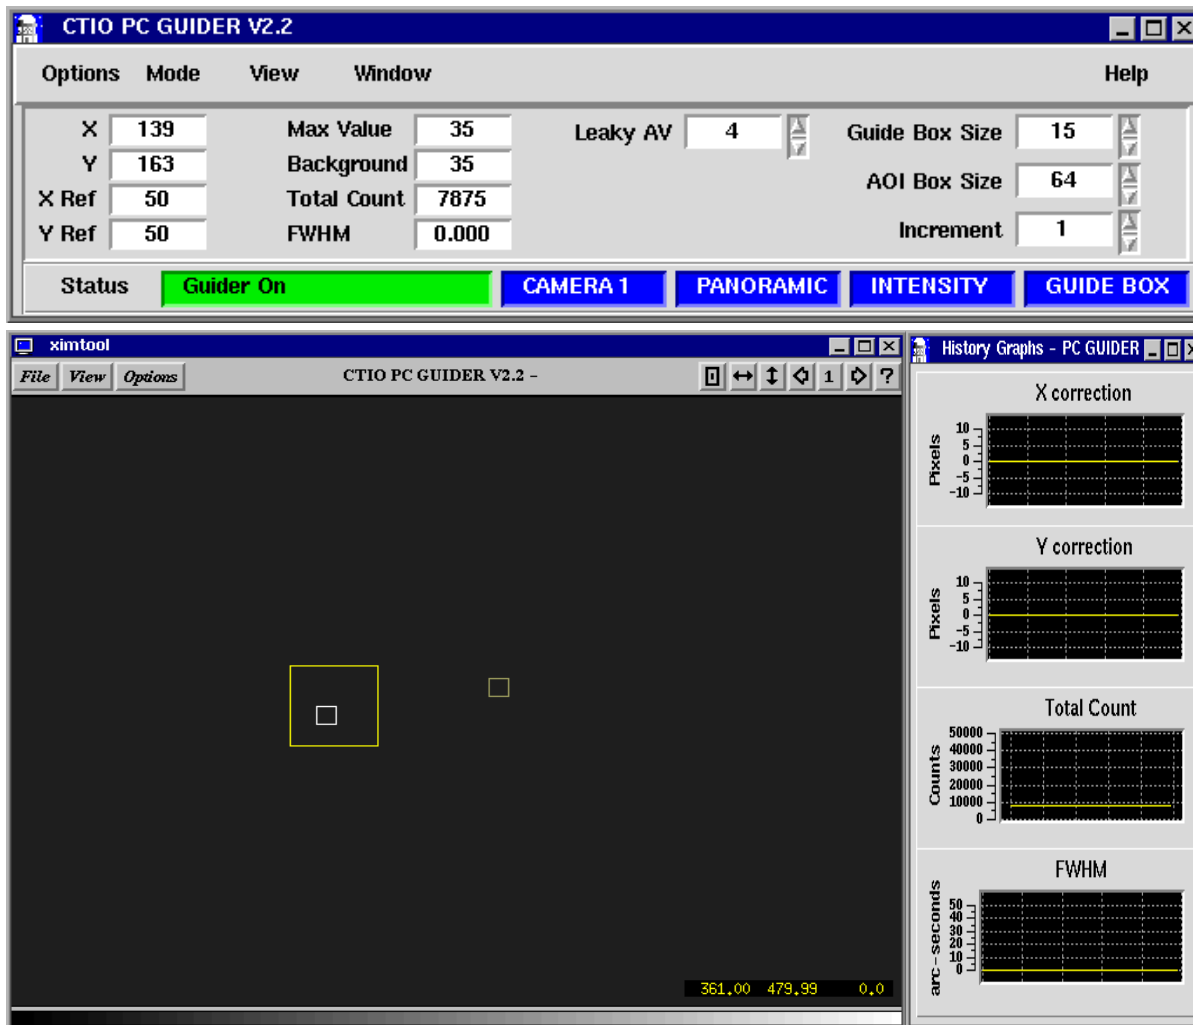 CTIO PC GUIDER V2.2
Options Mode View Window Help
X 139 Max Value 35 Leaky AV 4 Guide Box Size 15
Y 163 Background 35 AOI Box Size 64
X Ref 50 Total Count 7875
Y Ref 50 FWHM 0.000 Increment 1
Status Guider On CAMERA 1 PANORAMIC INTENSITY GUIDE BOX
ximtool
File View Options CTIO PC GUIDER V2.2 - 1 ?
361.00 479.99 0.0
History Graphs - PC GUIDER
X correction
Pixels
10
5
0
-5
-10
Y correction
Pixels
10
5
0
-5
-10
Total Count
Counts
50000
40000
30000
20000
10000
0
FWHM
arc-seconds
50
40
30
20
10
0